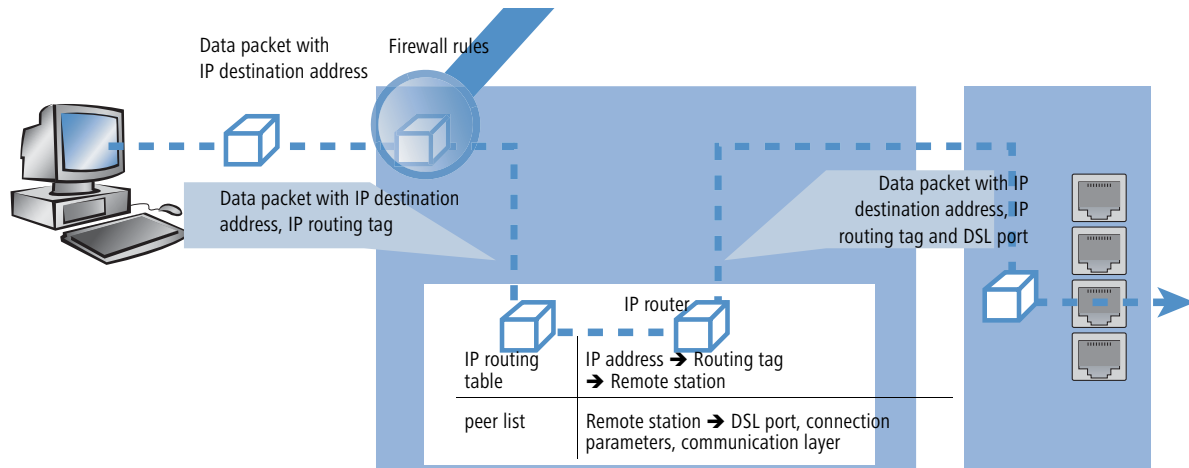 Data packet with
IP destination address
Firewall rules
Data packet with IP destination
address, IP routing tag
Data packet with IP
destination address, IP
routing tag and DSL port
IP router
IP routing
table
IP address ➔ Routing tag
➔ Remote station
peer list
Remote station ➔ DSL port, connection
parameters, communication layer